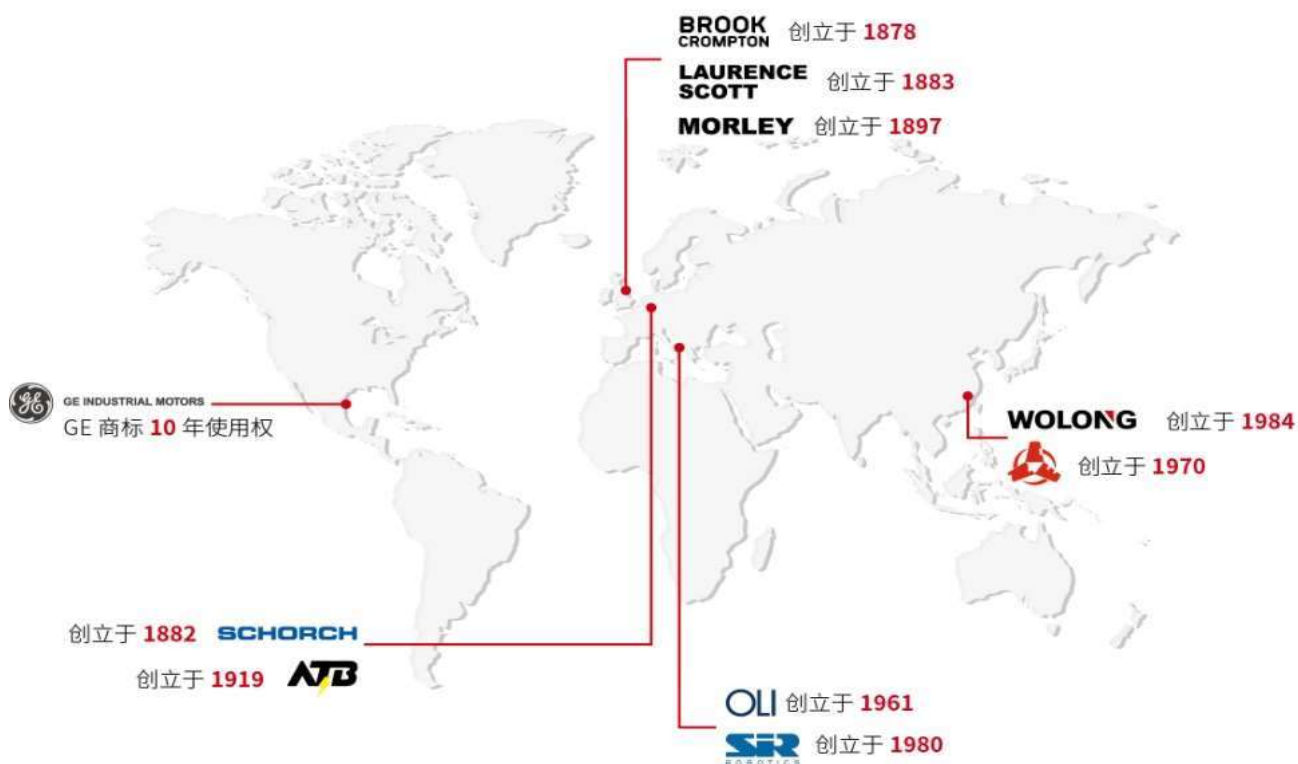 BROOK
CROMPTON 创立于 1878
LAURENCE
SCOTT 创立于 1883
MORLEY 创立于 1897
GE
GE INDUSTRIAL MOTORS
GE 商标 10 年使用权
WOLONG 创立于 1984
创立于 1970
创立于 1882 SCHORCH
创立于 1919 ATB
OLI 创立于 1961
SIR 创立于 1980
ROBOTICS